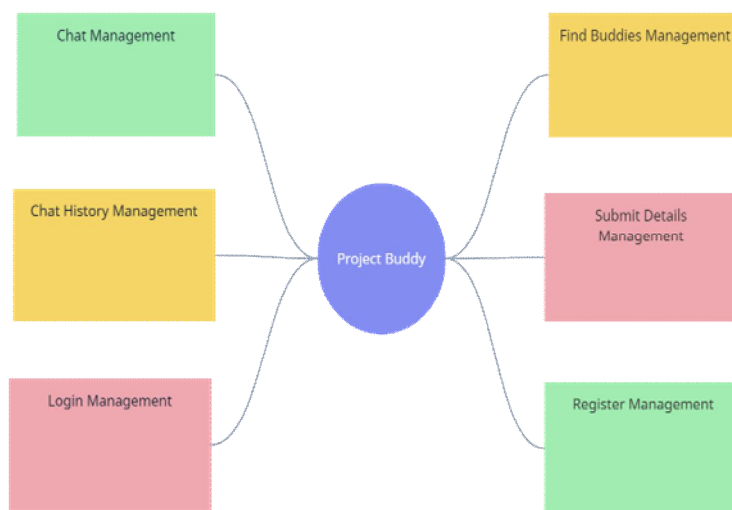 Chat Management
Find Buddies Management
Chat History Management
Submit Details
Management
Project Buddy
Login Management
Register Management